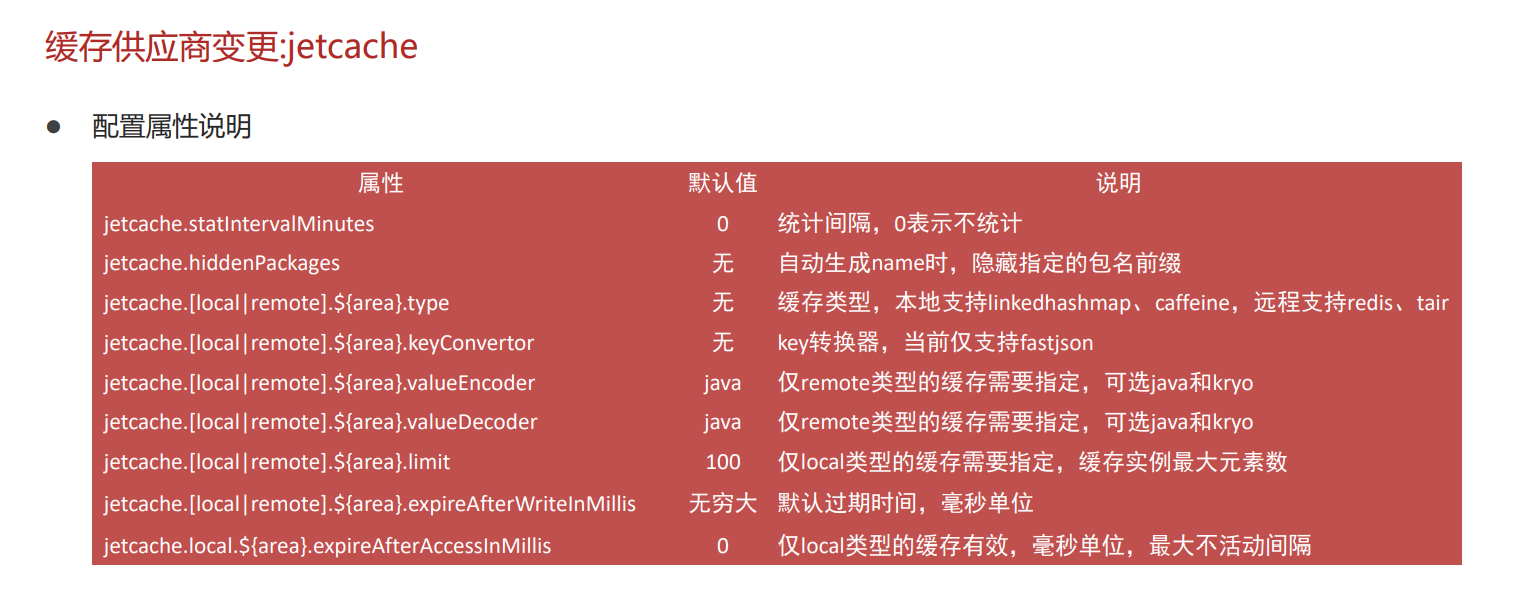 缓存供应商变更:jetcache
● 配置属性说明
属性 默认值 说明
jetcache.statIntervalMinutes 0 统计间隔，0表示不统计
jetcache.hiddenPackages 无 自动生成name时，隐藏指定的包名前缀
jetcache.[local|remote].${area}.type 无 缓存类型，本地支持linkedhashmap、caffeine，远程支持redis、tair
jetcache.[local|remote].${area}.keyConvertor 无 key转换器，当前仅支持fastjson
jetcache.[local|remote].${area}.valueEncoder java 仅remote类型的缓存需要指定，可选java和kryo
jetcache.[local|remote].${area}.valueDecoder java 仅remote类型的缓存需要指定，可选java和kryo
jetcache.[local|remote].${area}.limit 100 仅local类型的缓存需要指定，缓存实例最大元素数
jetcache.[local|remote].${area}.expireAfterWriteInMillis 无穷大 默认过期时间，毫秒单位
jetcache.local.${area}.expireAfterAccessInMillis 0 仅local类型的缓存有效，毫秒单位，最大不活动间隔